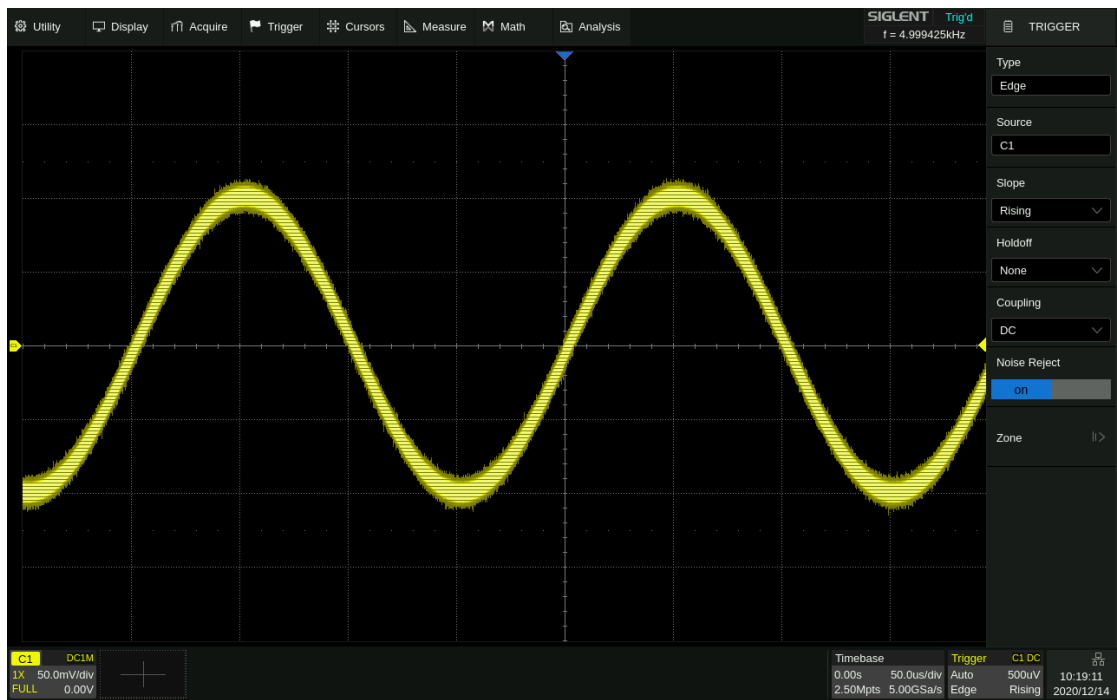 Utility Display Acquire Trigger Cursors Measure Math Analysis
SIGLENT Trig'd
f = 4.999425kHz
TRIGGER
Type
Edge
Source
C1
Slope
Rising
Holdoff
None
Coupling
DC
Noise Reject
on
Zone
C1 DC1M
1X 50.0mV/div
FULL 0.00V
Timebase
0.00s 50.0us/div
2.50Mpts 5.00GSa/s
Trigger C1 DC
Auto 500uV
Edge Rising
10:19:11
2020/12/14